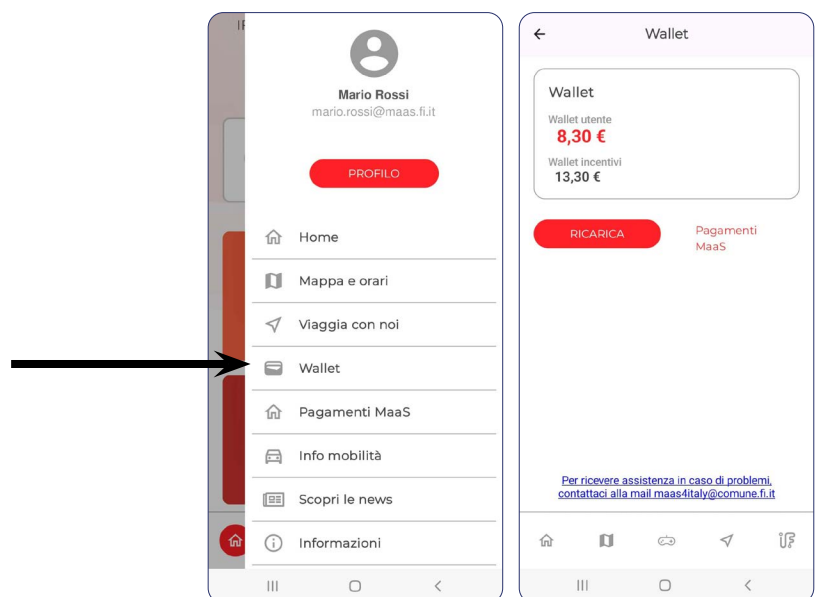 IF
Mario Rossi
mario.rossi@maas.fi.it
PROFILO
Home
Mappa e orari
Viaggia con noi
Wallet
Pagamenti MaaS
Info mobilità
Scopri le news
Informazioni
Wallet
Wallet
Wallet utente
8,30 €
Wallet incentivi
13,30 €
RICARICA
Pagamenti
MaaS
Per ricevere assistenza in caso di problemi,
contattaci alla mail maas4italy@comune.fi.it
iF